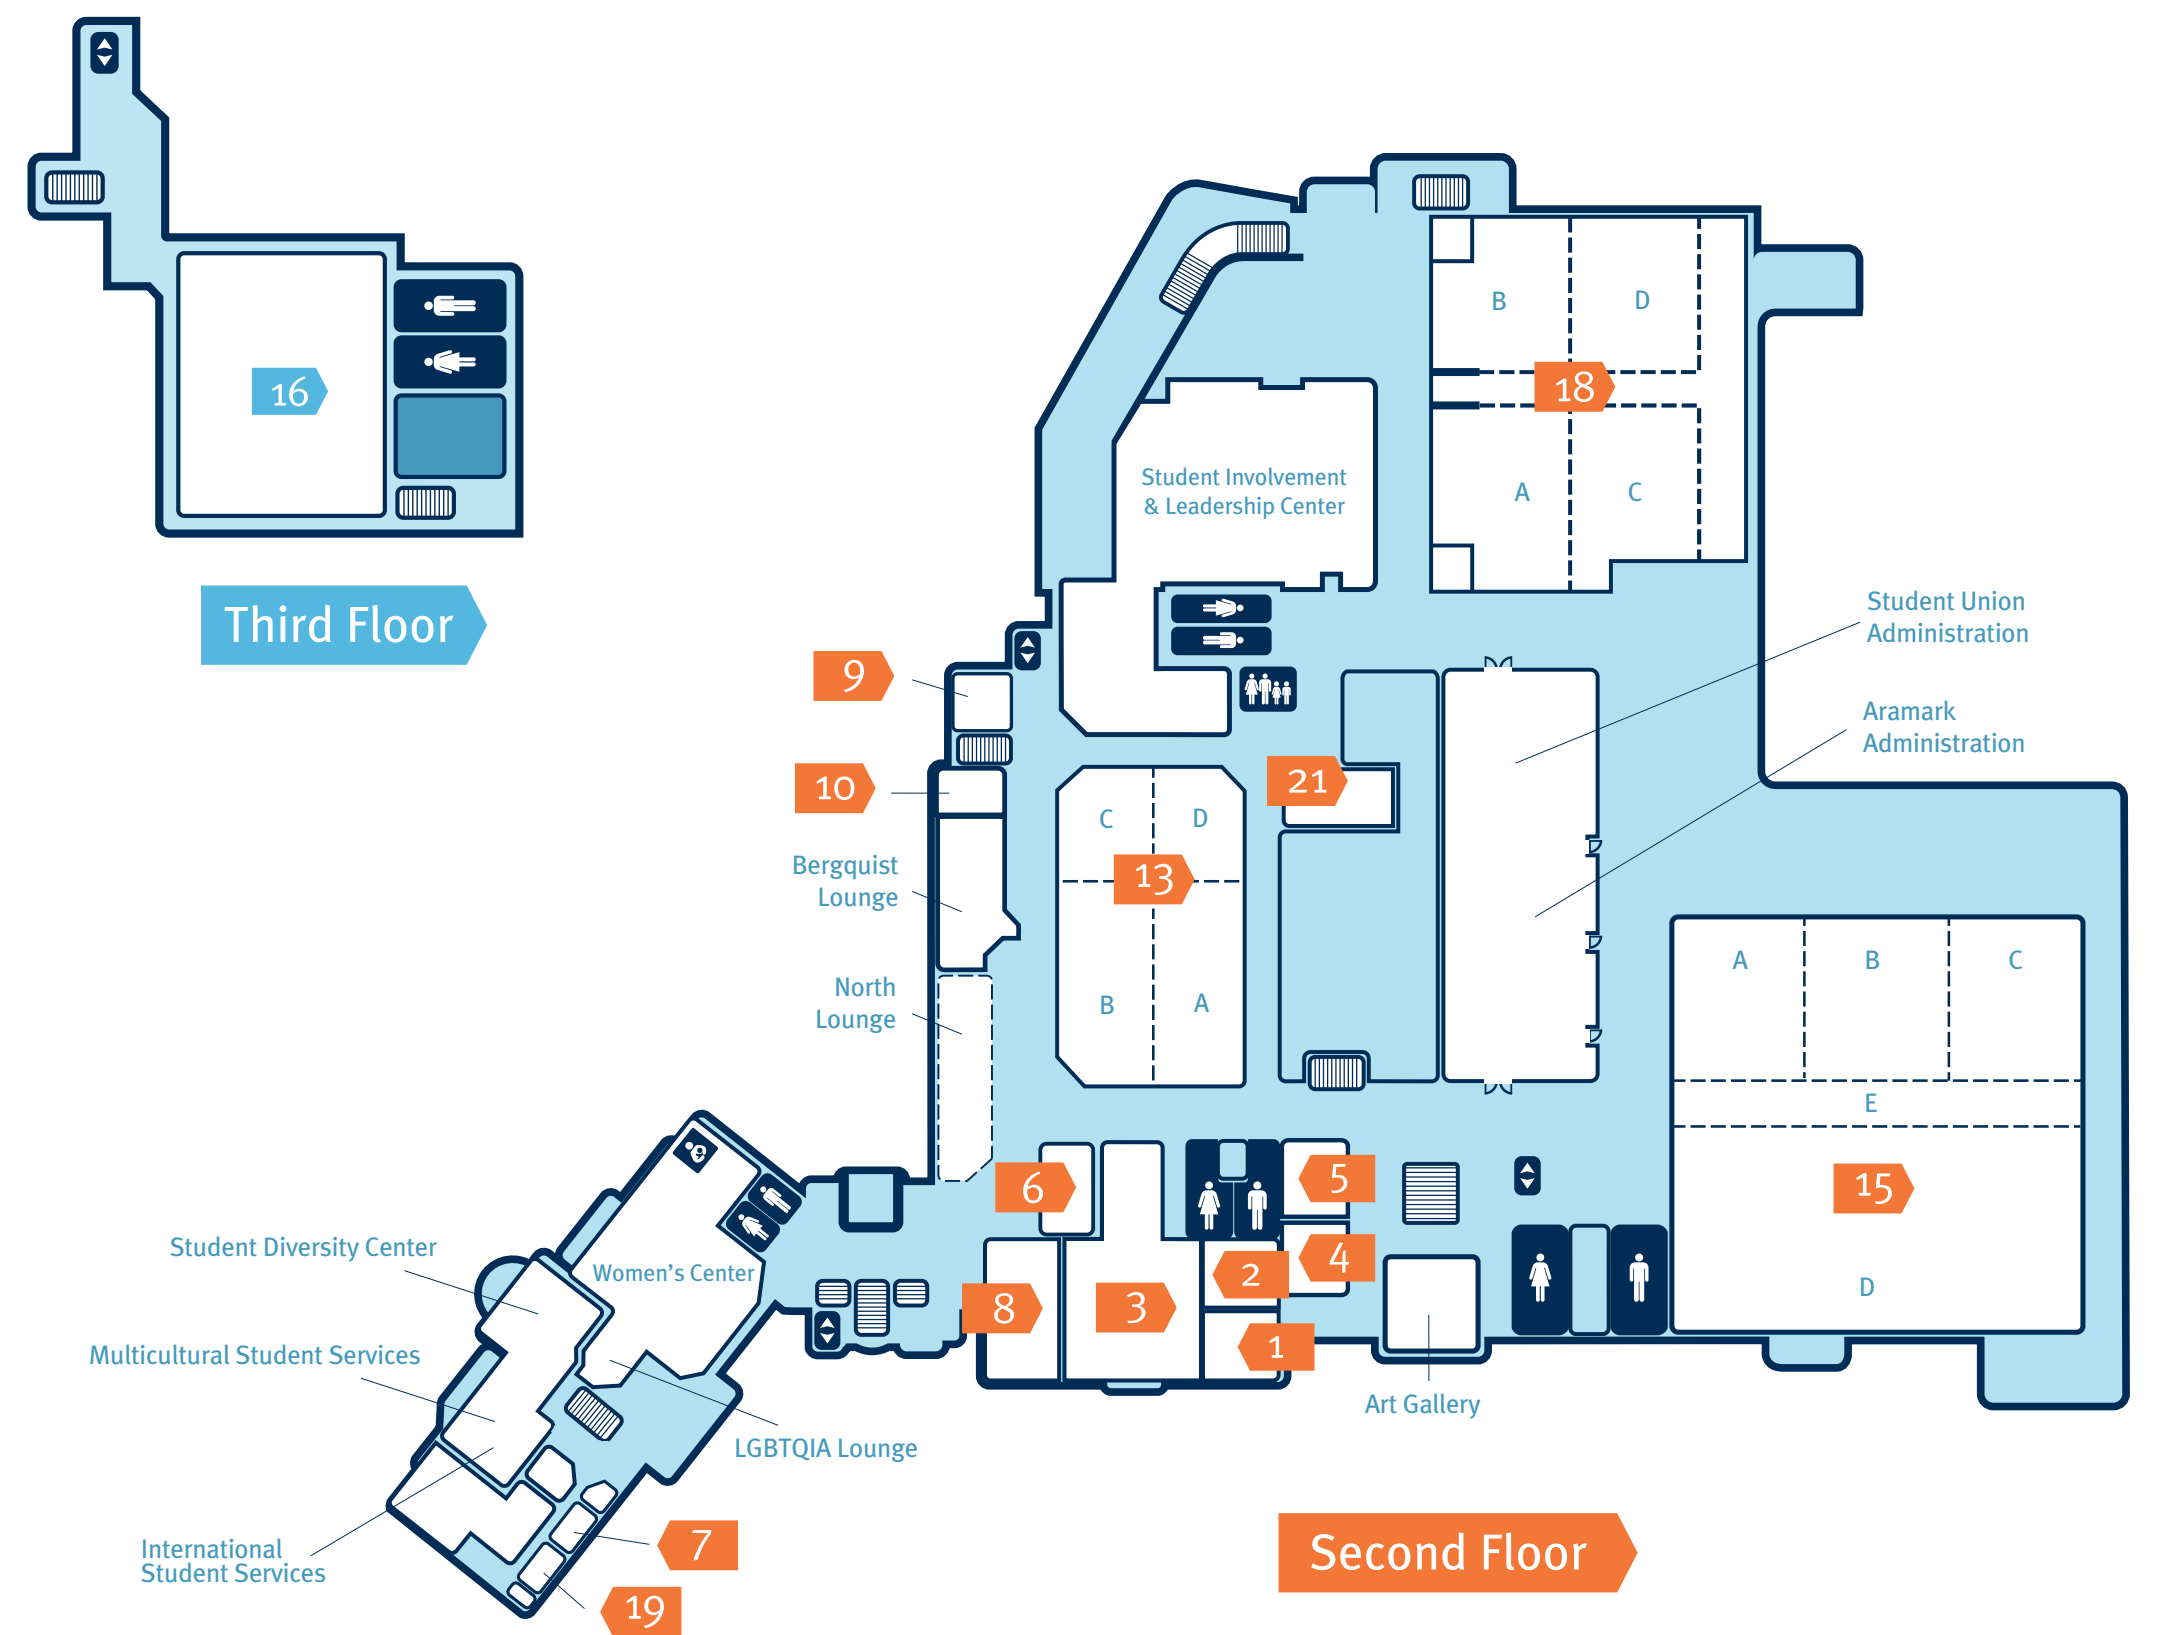 16
Third Floor
B
D
18
A
C
Student Involvement
& Leadership Center
Student Union
Administration
Aramark
Administration
9
10
21
C
D
13
B
A
Bergquist
Lounge
North
Lounge
A
B
C
E
15
D
6
5
4
2
8
3
1
Art Gallery
Student Diversity Center
Women's Center
Multicultural Student Services
LGBTQIA Lounge
International
Student Services
7
19
Second Floor